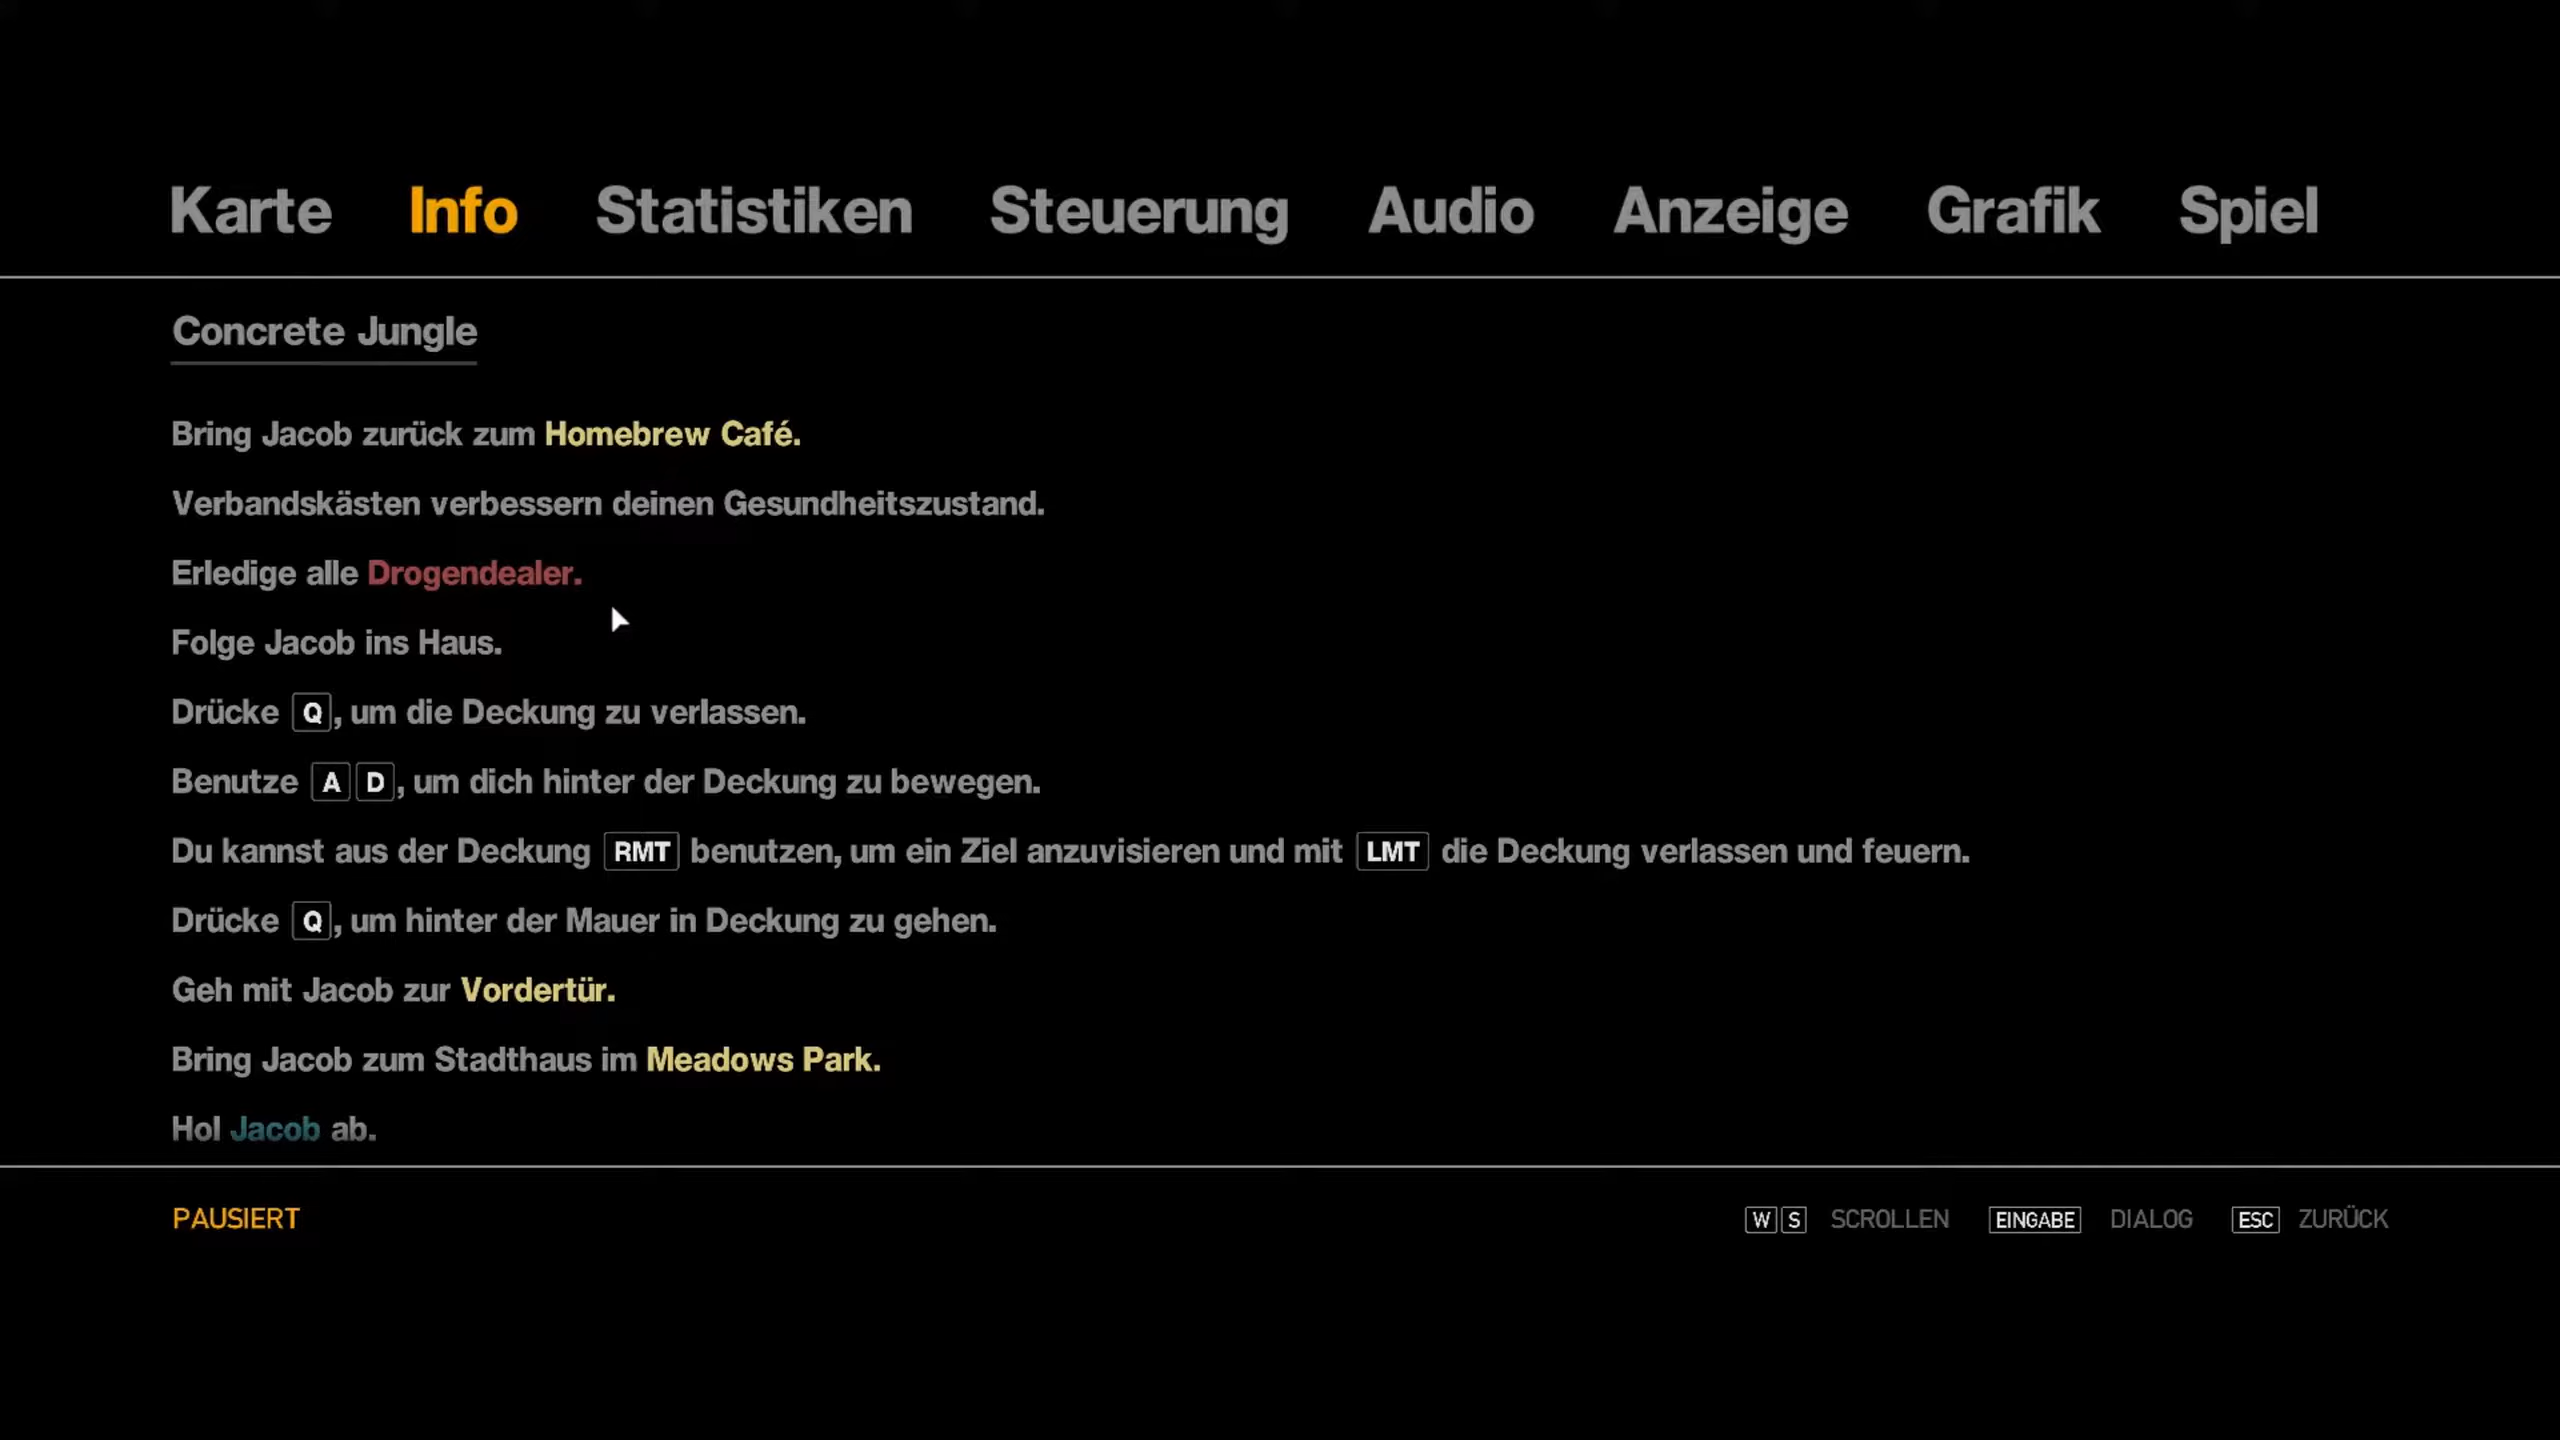 Karte Info Statistiken Steuerung Audio Anzeige Grafik Spiel
Concrete Jungle
Bring Jacob zurück zum Homebrew Café.
Verbandskästen verbessern deinen Gesundheitszustand.
Erledige alle Drogendealer.
Folge Jacob ins Haus.
Drücke Q, um die Deckung zu verlassen.
Benutze A D, um dich hinter der Deckung zu bewegen.
Du kannst aus der Deckung RMT benutzen, um ein Ziel anzuvisieren und mit LMT die Deckung verlassen und feuern.
Drücke Q, um hinter der Mauer in Deckung zu gehen.
Geh mit Jacob zur Vordertür.
Bring Jacob zum Stadthaus im Meadows Park.
Hol Jacob ab.
PAUSIERT W S SCROLLEN EINGABE DIALOG ESC ZURÜCK